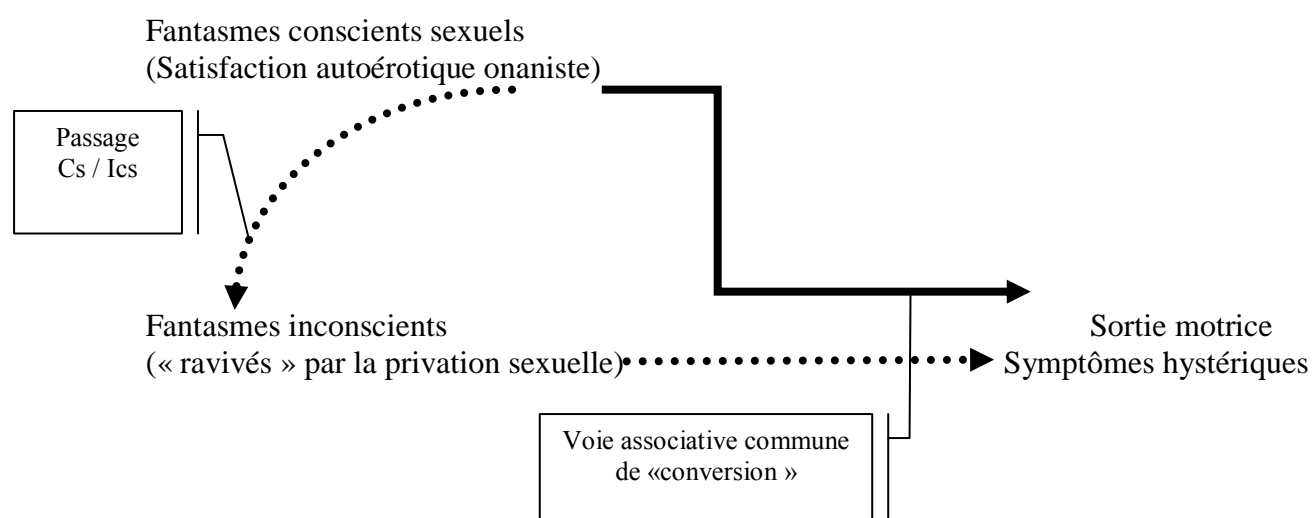 Fantasmes conscients sexuels
(Satisfaction autoérotique onaniste)
Passage
Cs / Ics
Fantasmes inconscients
(« ravivés » par la privation sexuelle)
Sortie motrice
Symptômes hystériques
Voie associative commune
de «conversion »